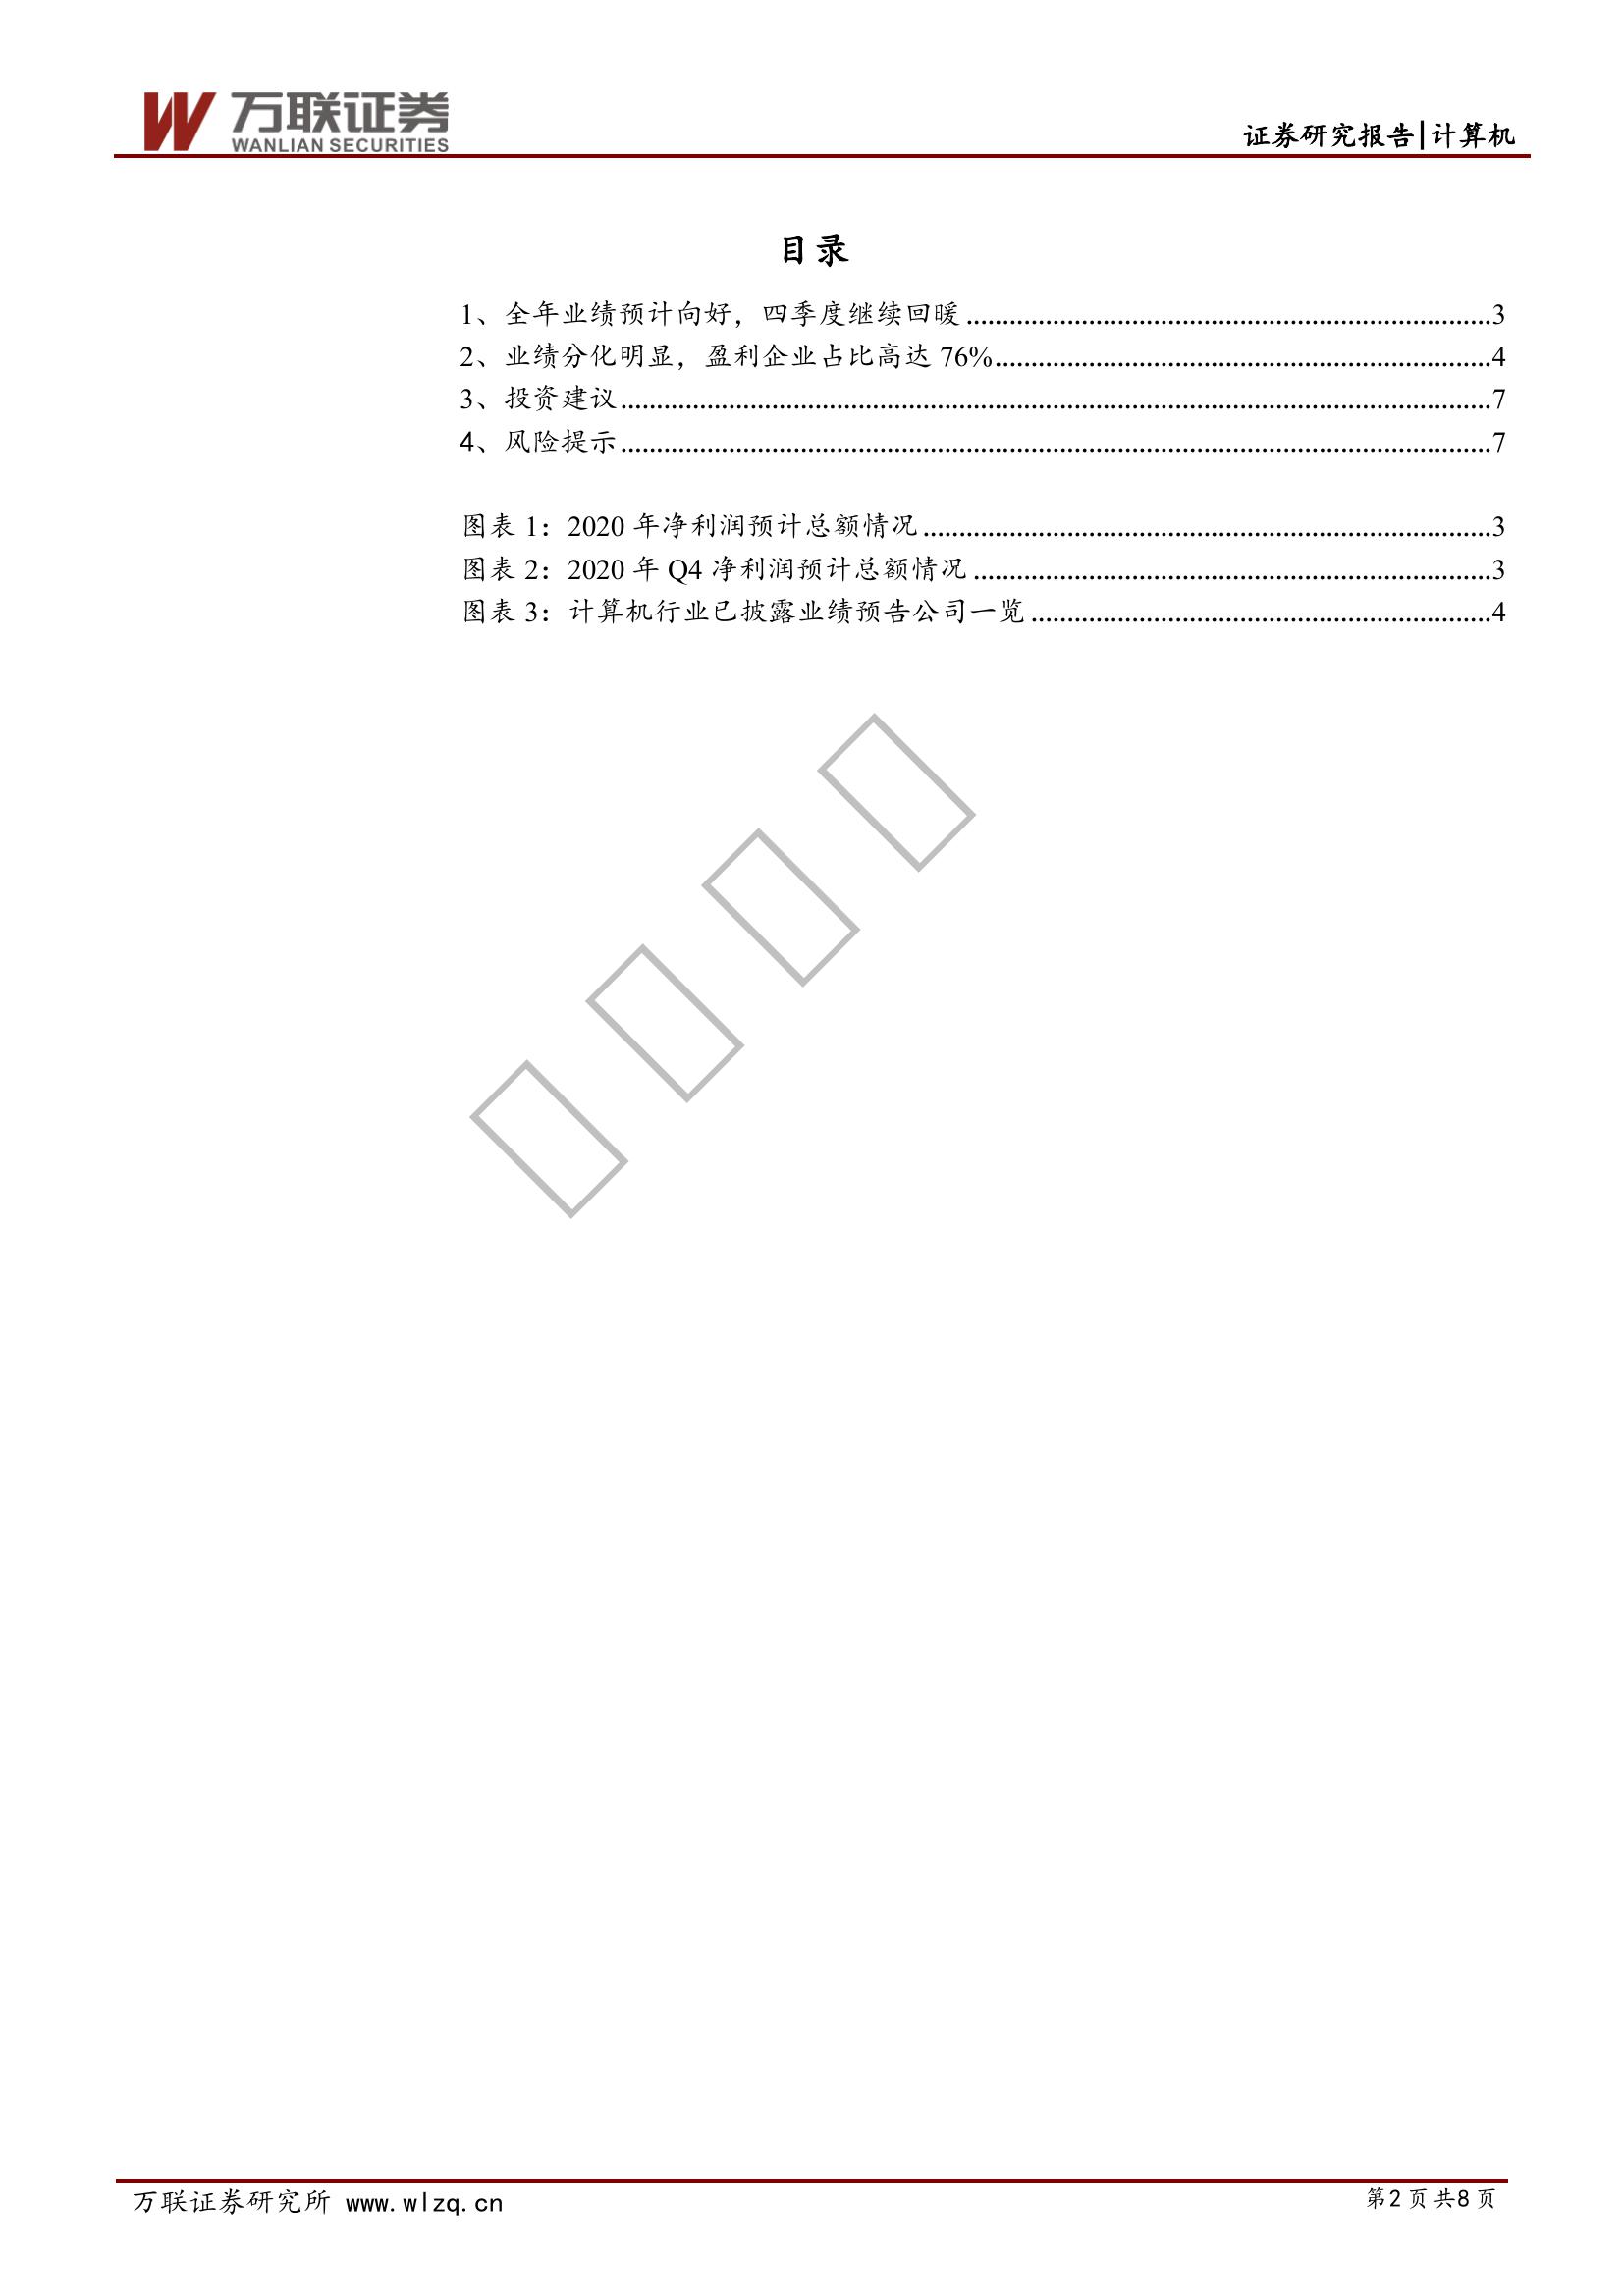 万联证券
WANLIAN SECURITIES
证券研究报告|计算机
目录
1、全年业绩预计向好，四季度继续回暖........................................................................3
2、业绩分化明显，盈利企业占比高达 76%....................................................................4
3、投资建议........................................................................................................................7
4、风险提示........................................................................................................................7
图表 1：2020 年净利润预计总额情况..............................................................................3
图表 2：2020 年 Q4 净利润预计总额情况.......................................................................3
图表 3：计算机行业已披露业绩预告公司一览...............................................................4
万联证券研究所 www.wlzq.cn
第2页共8页